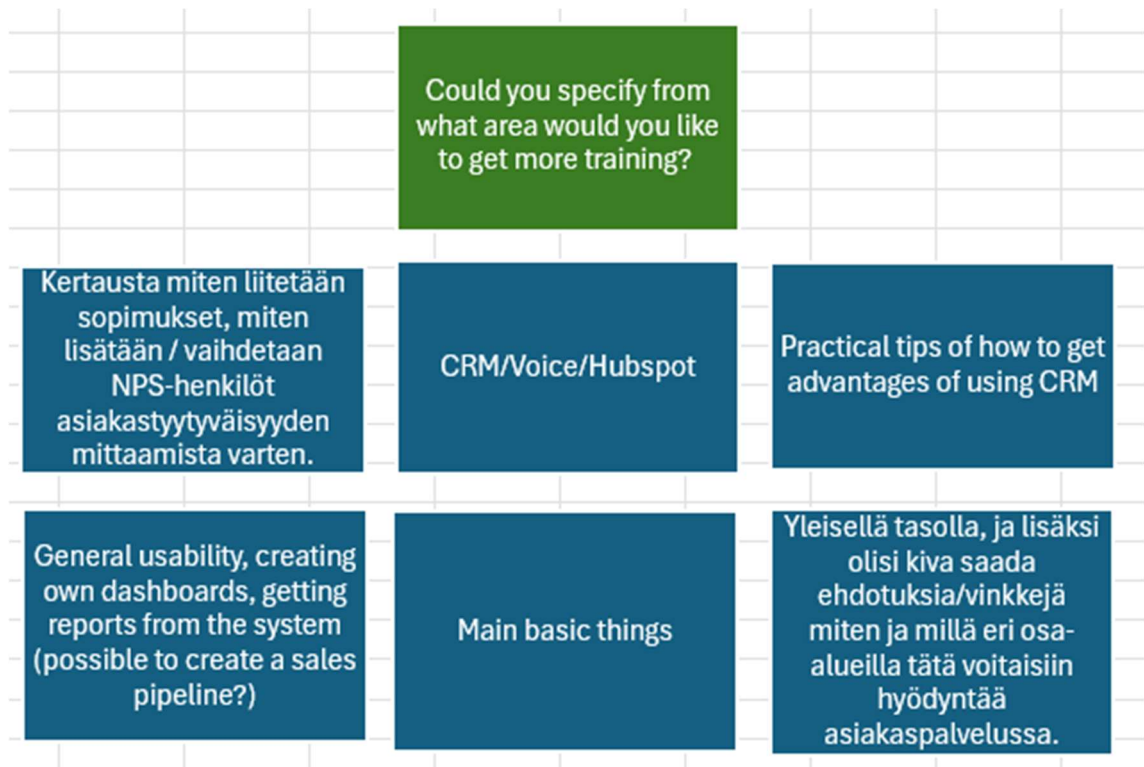 Could you specify from
what area would you like
to get more training?
Kertausta miten liitetään
sopimukset, miten
lisätään / vaihdetaan
NPS-henkilöt
asiakastyytyväisyyden
mittaamista varten.
CRM/Voice/Hubspot
Practical tips of how to get
advantages of using CRM
General usability, creating
own dashboards, getting
reports from the system
(possible to create a sales
pipeline?)
Main basic things
Yleisellä tasolla, ja lisäksi
olisi kiva saada
ehdotuksia/vinkkejä
miten ja millä eri osa-
alueilla tätä voitaisiin
hyödyntää
asiakaspalvelussa.